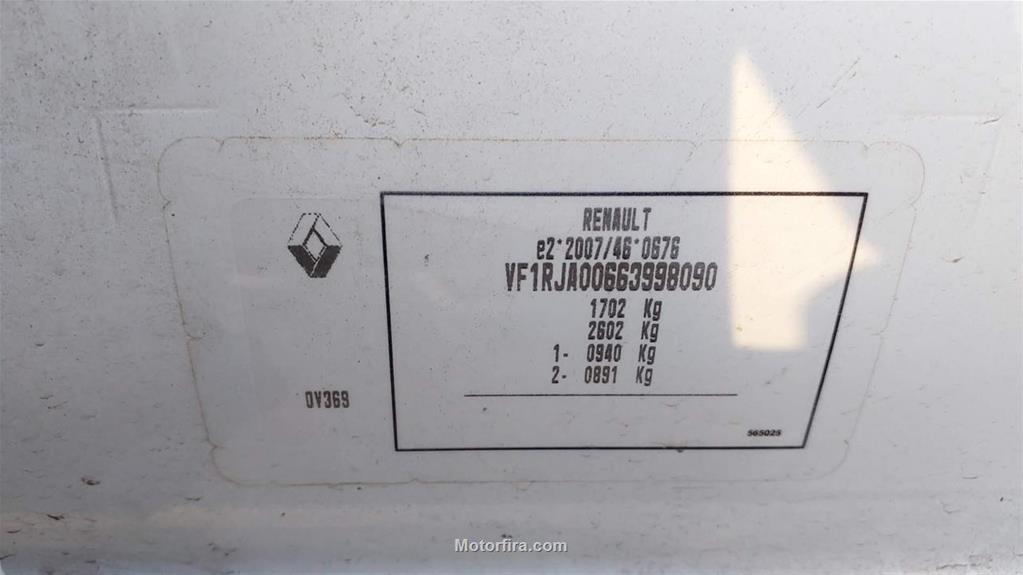 RENAULT
e2*2007/46*0676
VF1RJA00663998090
1702 Kg
2602 Kg
1- 0940 Kg
2- 0891 Kg
0V369
565025
Motorfira.com